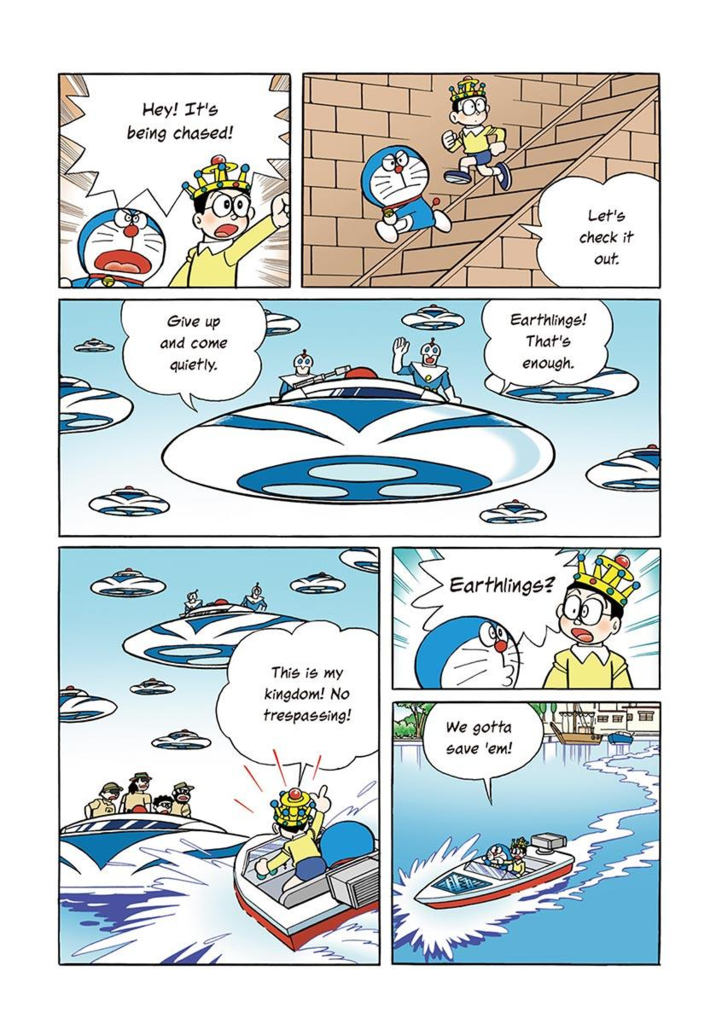 Let's
check it
out.
Hey! It's
being chased!
Earthlings!
That's
enough.
Give up
and come
quietly.
Earthlings?
We gotta
save 'em!
This is my
kingdom! No
trespassing!